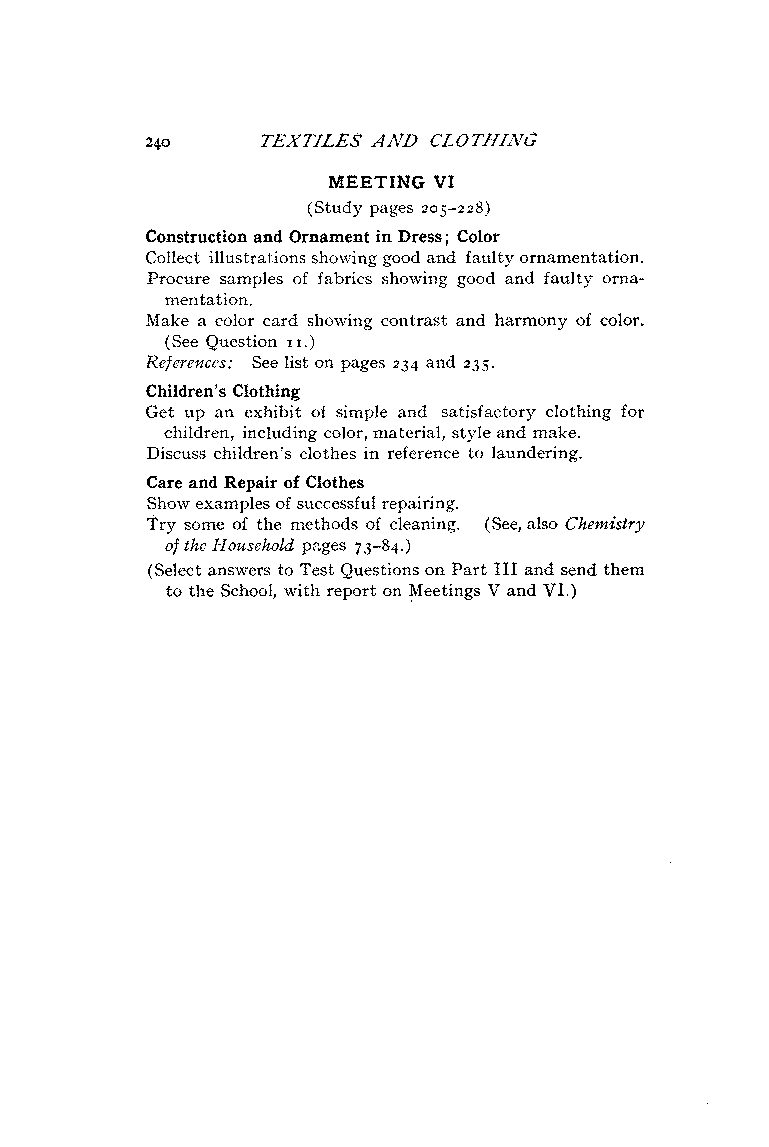 240 TEXTILES AND CLOTHING
MEETING VI
(Study pages 205–228)
Construction and Ornament in Dress; Color
Collect illustrations showing good and faulty ornamentation.
Procure samples of fabrics showing good and faulty orna-
mentation.
Make a color card showing contrast and harmony of color.
(See Question 11.)
References: See list on pages 234 and 235.
Children's Clothing
Get up an exhibit of simple and satisfactory clothing for
children, including color, material, style and make.
Discuss children's clothes in reference to laundering.
Care and Repair of Clothes
Show examples of successful repairing.
Try some of the methods of cleaning. (See, also Chemistry
of the Household pages 73–84.)
(Select answers to Test Questions on Part III and send them
to the School, with report on Meetings V and VI.)